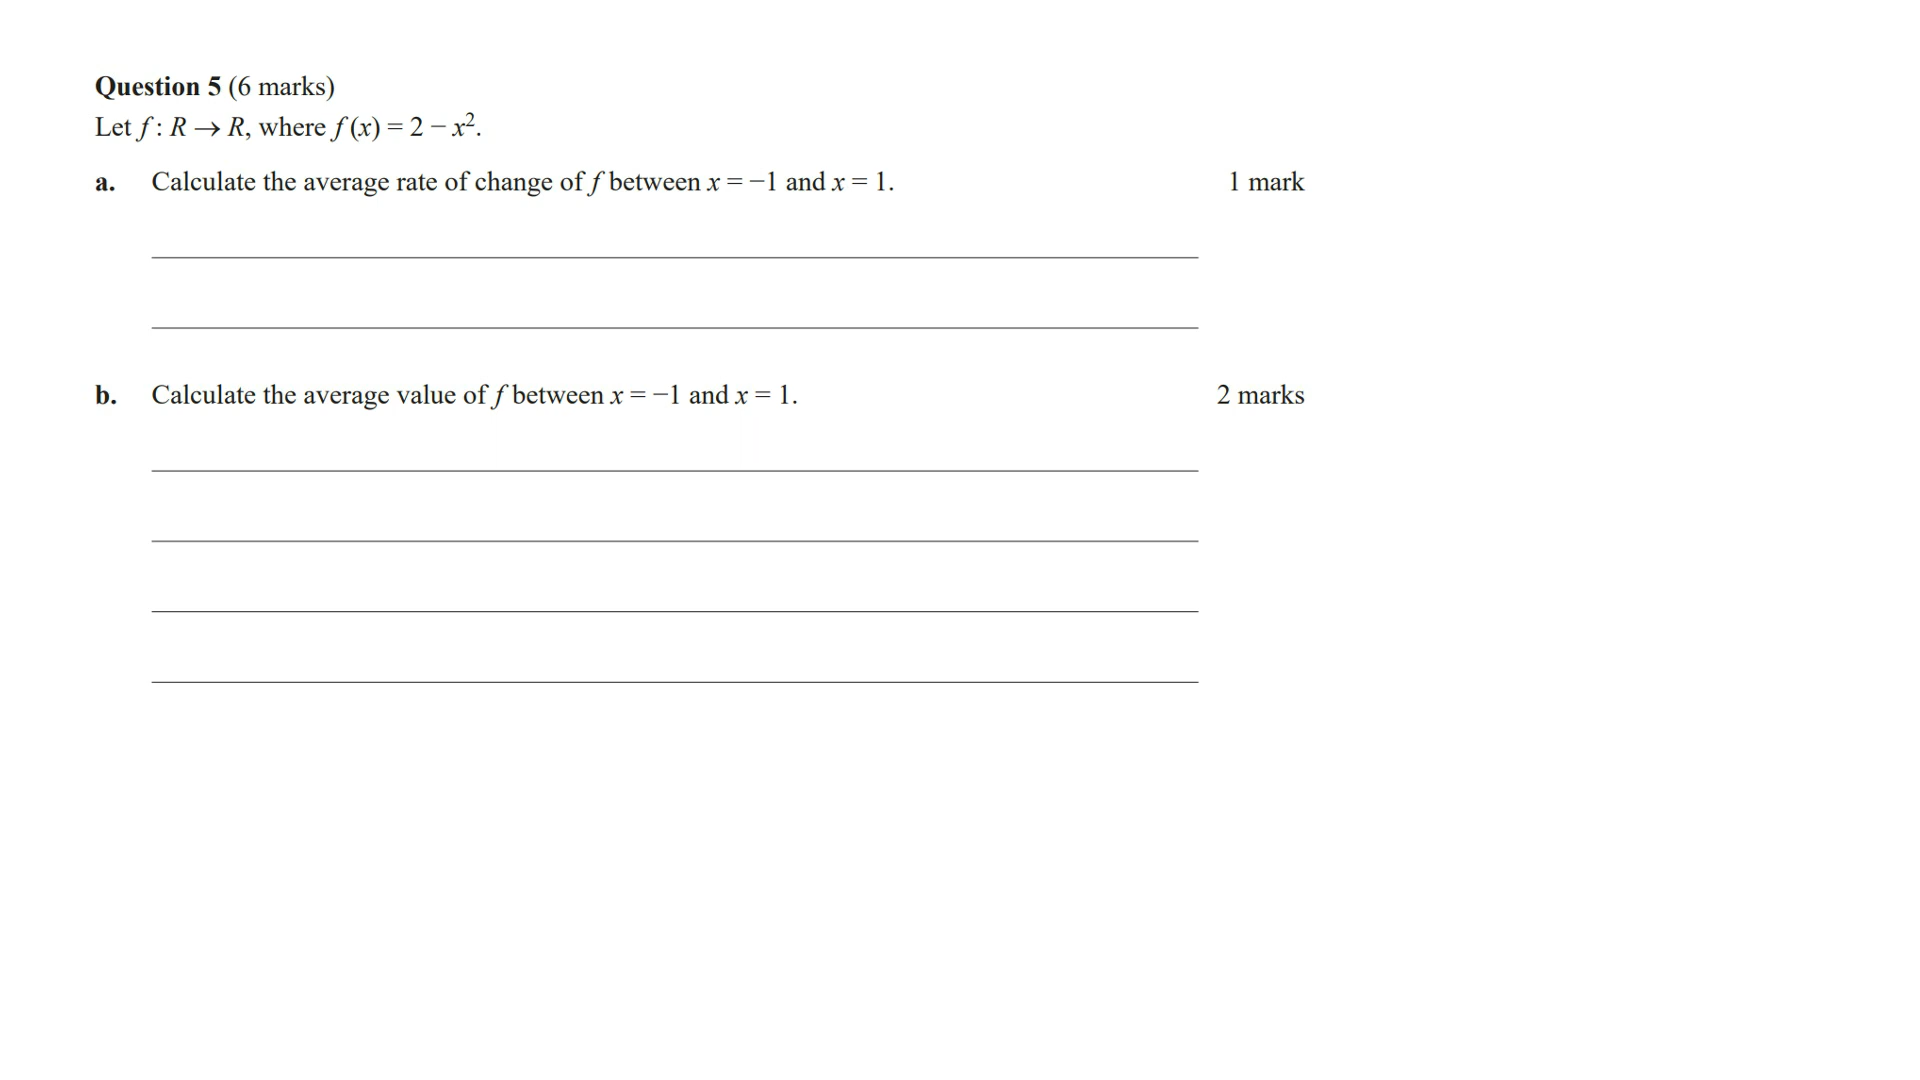 Question 5 (6 marks)
Let f : R → R, where f (x) = 2 − x².
a. Calculate the average rate of change of f between x = −1 and x = 1. 1 mark
b. Calculate the average value of f between x = −1 and x = 1. 2 marks